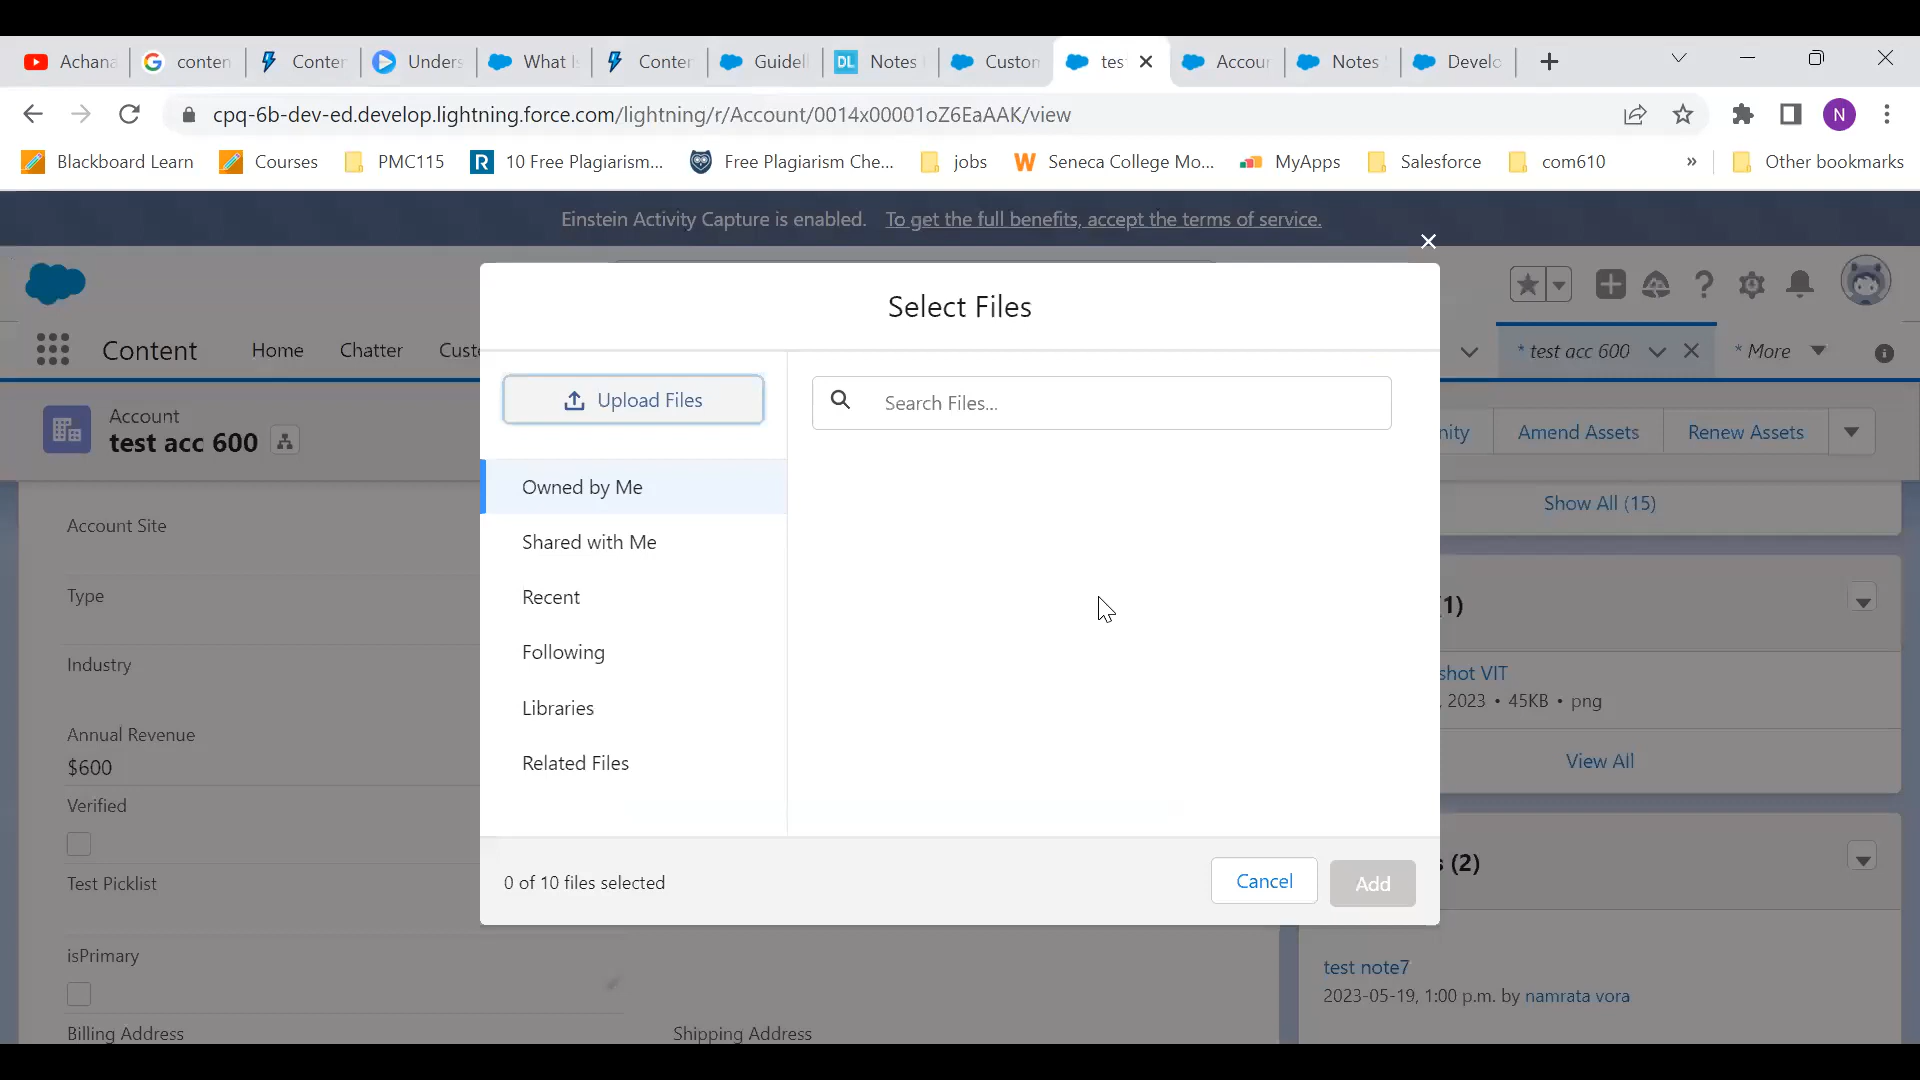 Achana
conten
Conten
Unders
What I
Conten
Guideli
DL Notes
Custom
tes
Accour
Notes
Develo
cpq-6b-dev-ed.develop.lightning.force.com/lightning/r/Account/0014x00001oZ6EaAAK/view
N
Blackboard Learn
Courses
PMC115
R 10 Free Plagiarism...
Free Plagiarism Che...
jobs
W Seneca College Mo...
MyApps
Salesforce
com610
»
Other bookmarks
Einstein Activity Capture is enabled. To get the full benefits, accept the terms of service.
Content
Home
Chatter
Custo
* test acc 600
* More
Account
test acc 600
nity
Amend Assets
Renew Assets
Select Files
Upload Files
Search Files...
Owned by Me
Shared with Me
Recent
Following
Libraries
Related Files
0 of 10 files selected
Cancel
Add
Account Site
Type
Industry
Annual Revenue
$600
Verified
Test Picklist
isPrimary
Billing Address
Shipping Address
Show All (15)
(1)
shot VIT
, 2023 • 45KB • png
View All
(2)
test note7
2023-05-19, 1:00 p.m. by namrata vora